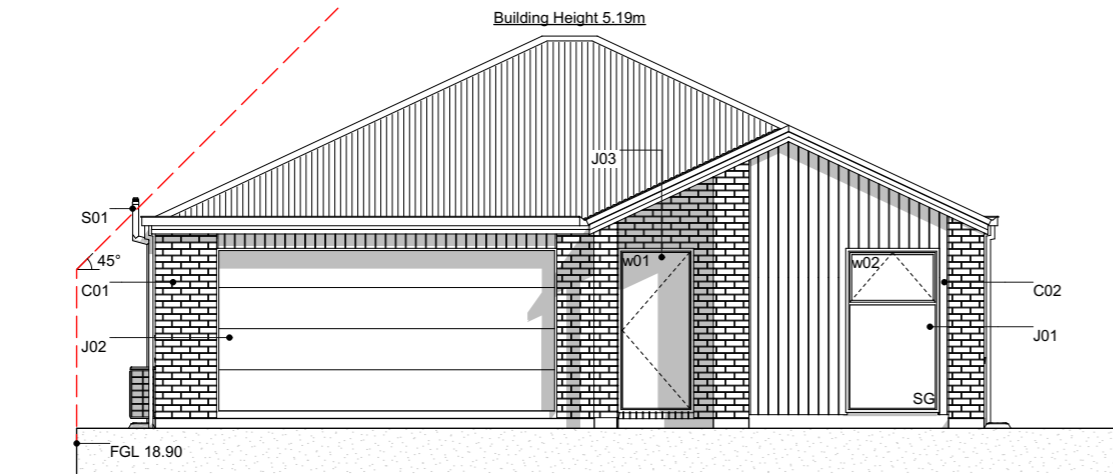 Building Height 5.19m
J03
S01
45°
w01
w02
C01
C02
J02
J01
SG
FGL 18.90